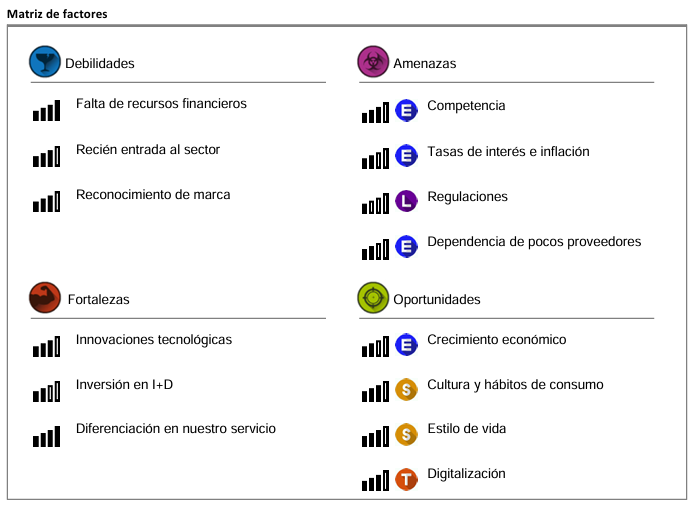 Matriz de factores
Debilidades
Falta de recursos financieros
Recién entrada al sector
Reconocimiento de marca
Amenazas
E Competencia
E Tasas de interés e inflación
L Regulaciones
E Dependencia de pocos proveedores
Fortalezas
Innovaciones tecnológicas
Inversión en I+D
Diferenciación en nuestro servicio
Oportunidades
E Crecimiento económico
S Cultura y hábitos de consumo
S Estilo de vida
T Digitalización